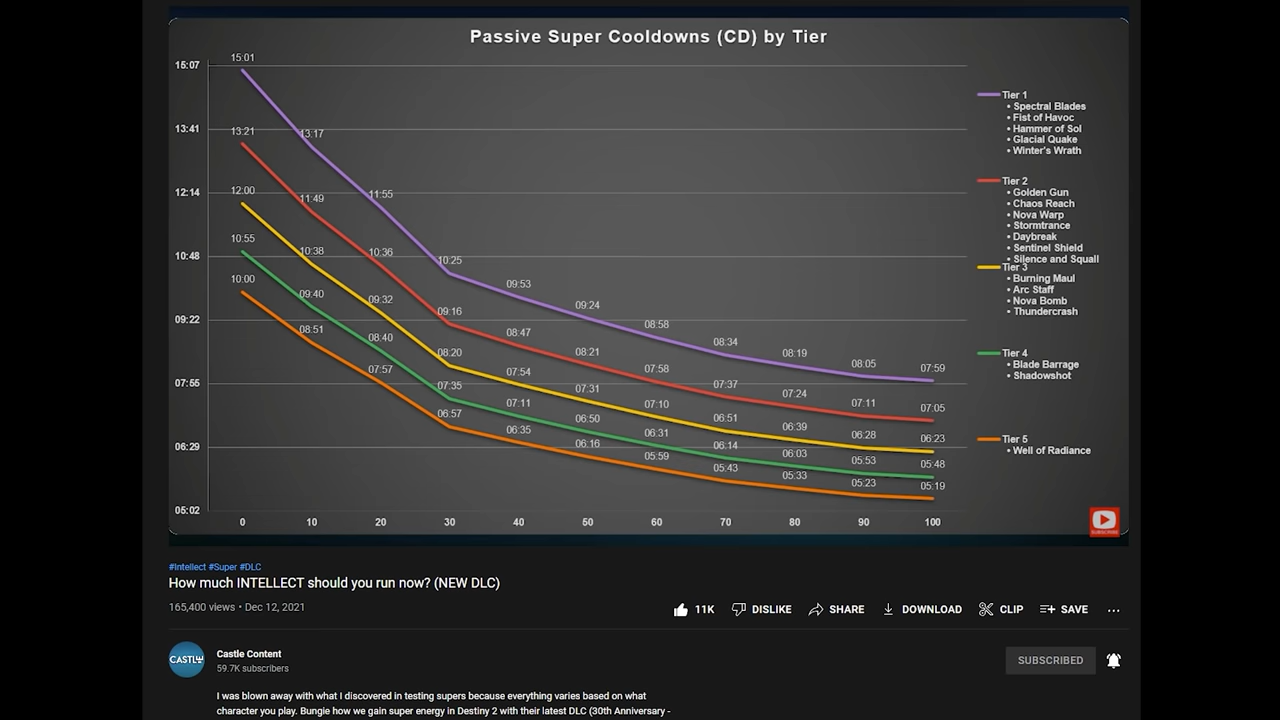 Passive Super Cooldowns (CD) by Tier
15:07
13:41
12:14
10:48
09:22
07:55
06:29
05:02
15:01
13:17
11:55
10:25
09:53
09:24
08:58
08:34
08:19
08:05
07:59
13:21
11:49
10:36
09:16
08:47
08:21
07:58
07:37
07:24
07:11
07:05
12:00
10:38
09:32
08:20
07:54
07:31
07:10
06:51
06:39
06:28
06:23
10:55
09:40
08:40
07:35
07:11
06:50
06:31
06:14
06:03
05:53
05:48
10:00
08:51
07:57
06:57
06:35
06:16
05:59
05:43
05:33
05:23
05:19
0 10 20 30 40 50 60 70 80 90 100
Tier 1
• Spectral Blades
• Fist of Havoc
• Hammer of Sol
• Glacial Quake
• Winter's Wrath
Tier 2
• Golden Gun
• Chaos Reach
• Nova Warp
• Stormtrance
• Daybreak
• Sentinel Shield
• Silence and Squall
Tier 3
• Burning Maul
• Arc Staff
• Nova Bomb
• Thundercrash
Tier 4
• Blade Barrage
• Shadowshot
Tier 5
• Well of Radiance
SUBSCRIBE
#Intellect #Super #DLC
How much INTELLECT should you run now? (NEW DLC)
165,400 views • Dec 12, 2021
11K DISLIKE SHARE DOWNLOAD CLIP SAVE ...
CASTLE
Castle Content
59.7K subscribers
SUBSCRIBED
I was blown away with what I discovered in testing supers because everything varies based on what
character you play. Bungie how we gain super energy in Destiny 2 with their latest DLC (30th Anniversary -